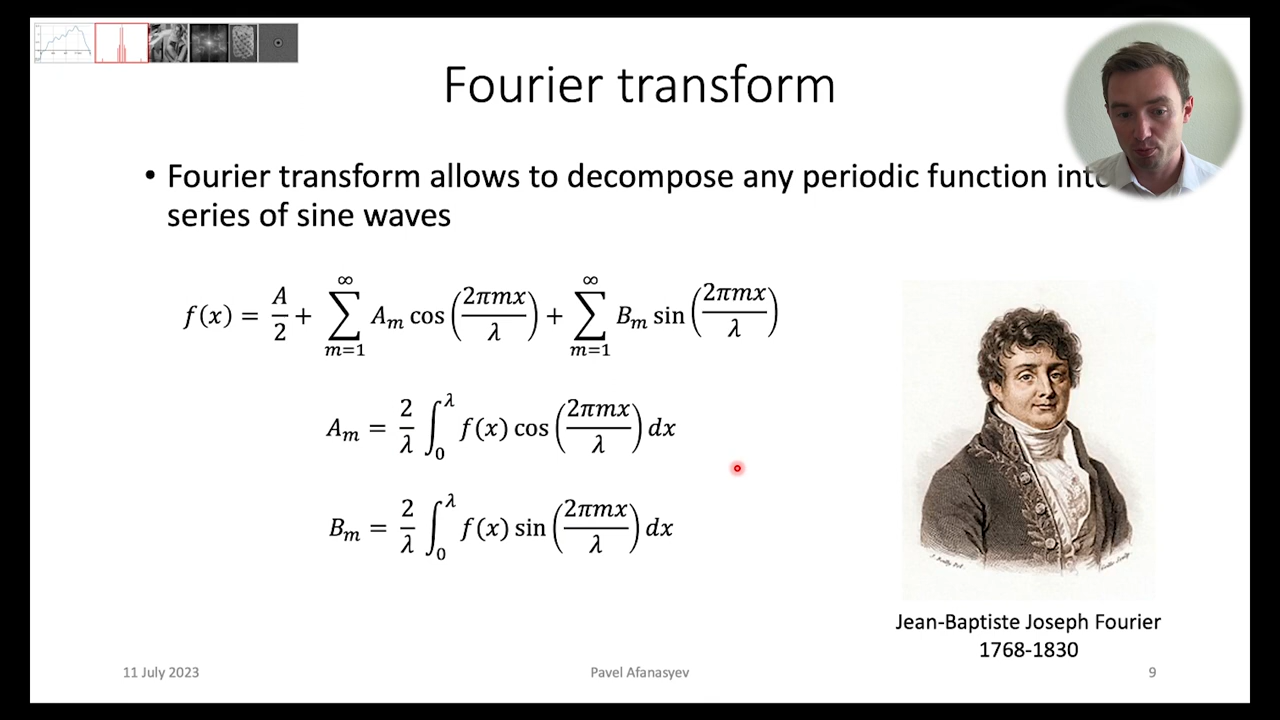 Fourier transform
• Fourier transform allows to decompose any periodic function into
series of sine waves
f(x) = A/2 + ∑_{m=1}^{∞} A_m cos(2πmx/λ) + ∑_{m=1}^{∞} B_m sin(2πmx/λ)
A_m = 2/λ ∫_0^λ f(x) cos(2πmx/λ) dx
B_m = 2/λ ∫_0^λ f(x) sin(2πmx/λ) dx
Jean-Baptiste Joseph Fourier
1768-1830
11 July 2023
Pavel Afanasyev
9